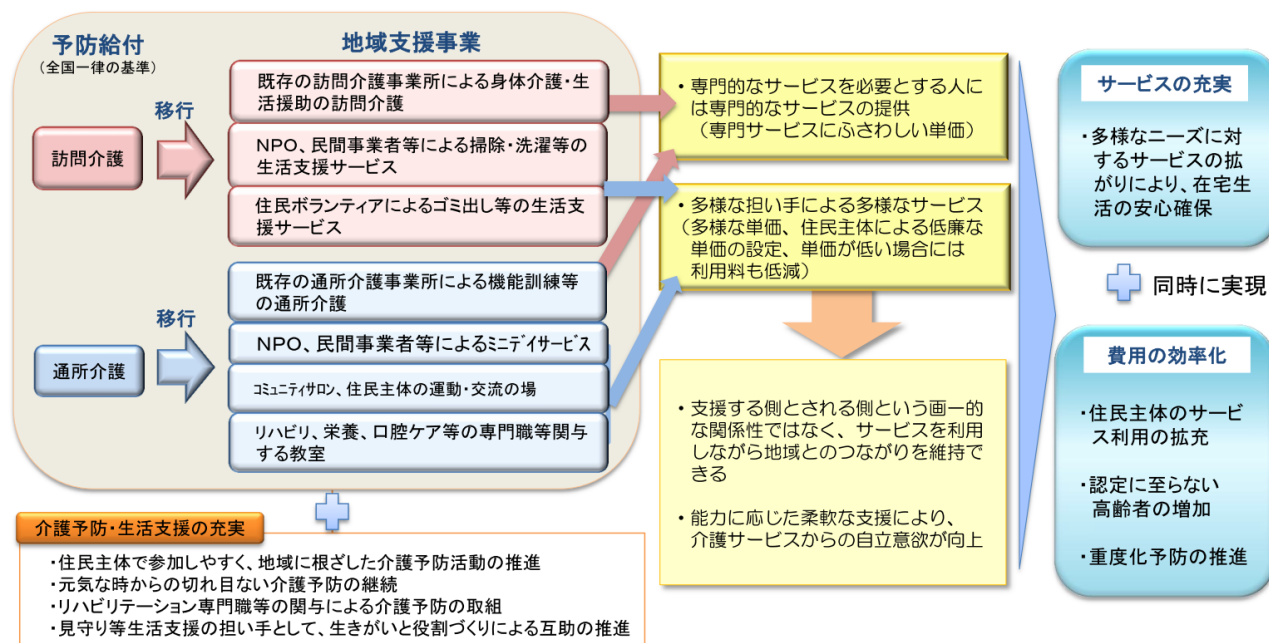 予防給付
(全国一律の基準)
地域支援事業
移行
訪問介護
既存の訪問介護事業所による身体介護・生
活援助の訪問介護
NPO、民間事業者等による掃除・洗濯等の
生活支援サービス
住民ボランティアによるゴミ出し等の生活支
援サービス
移行
通所介護
既存の通所介護事業所による機能訓練等
の通所介護
NPO、民間事業者等によるミニデイサービス
コミュニティサロン、住民主体の運動・交流の場
リハビリ、栄養、口腔ケア等の専門職等関与
する教室
介護予防・生活支援の充実
・住民主体で参加しやすく、地域に根ざした介護予防活動の推進
・元気な時からの切れ目ない介護予防の継続
・リハビリテーション専門職等の関与による介護予防の取組
・見守り等生活支援の担い手として、生きがいと役割づくりによる互助の推進
・専門的なサービスを必要とする人に
は専門的なサービスの提供
（専門サービスにふさわしい単価）
・多様な担い手による多様なサービス
（多様な単価、住民主体による低廉な
単価の設定、単価が低い場合には
利用料も低減）
・支援する側とされる側という画一的
な関係性ではなく、サービスを利用
しながら地域とのつながりを維持で
きる
・能力に応じた柔軟な支援により、
介護サービスからの自立意欲が向上
サービスの充実
・多様なニーズに対
するサービスの拡
がりにより、在宅生
活の安心確保
同時に実現
費用の効率化
・住民主体のサービ
ス利用の拡充
・認定に至らない
高齢者の増加
・重度化予防の推進